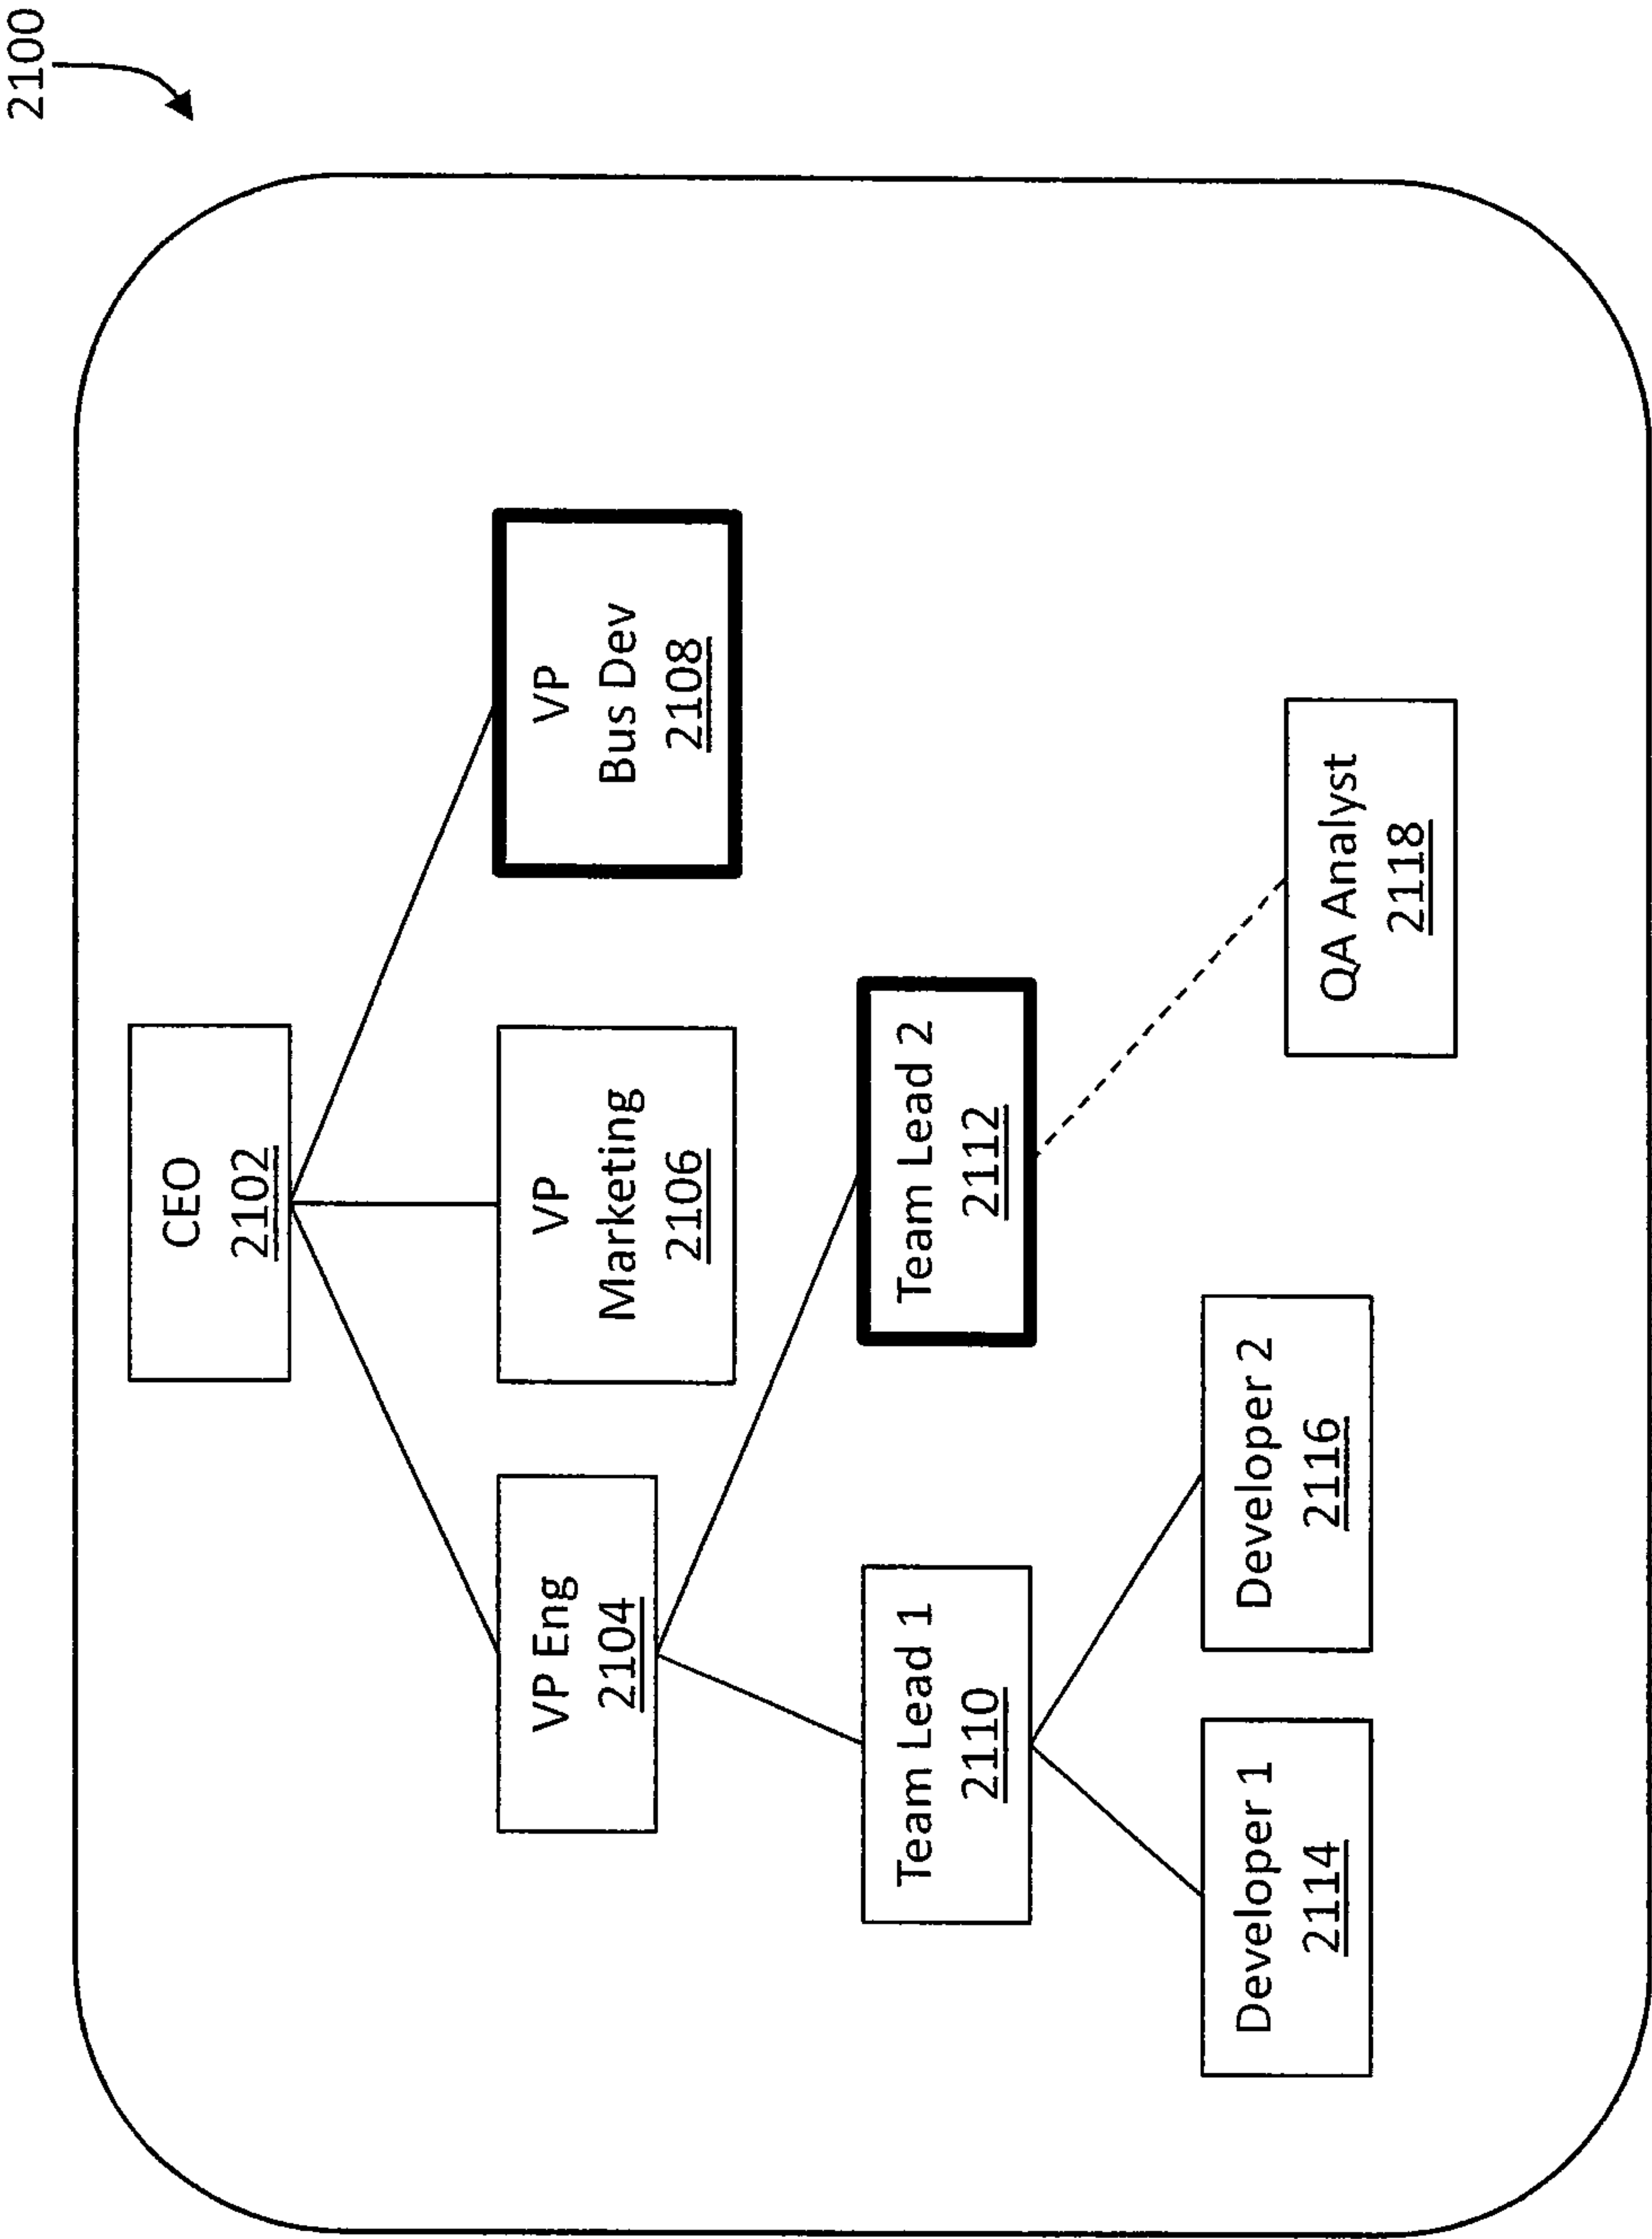 2100
CEO
2102
VP Eng
2104
VP
Marketing
2106
VP
Bus Dev
2108
Team Lead 1
2110
Team Lead 2
2112
Developer 1
2114
Developer 2
2116
QA Analyst
2118